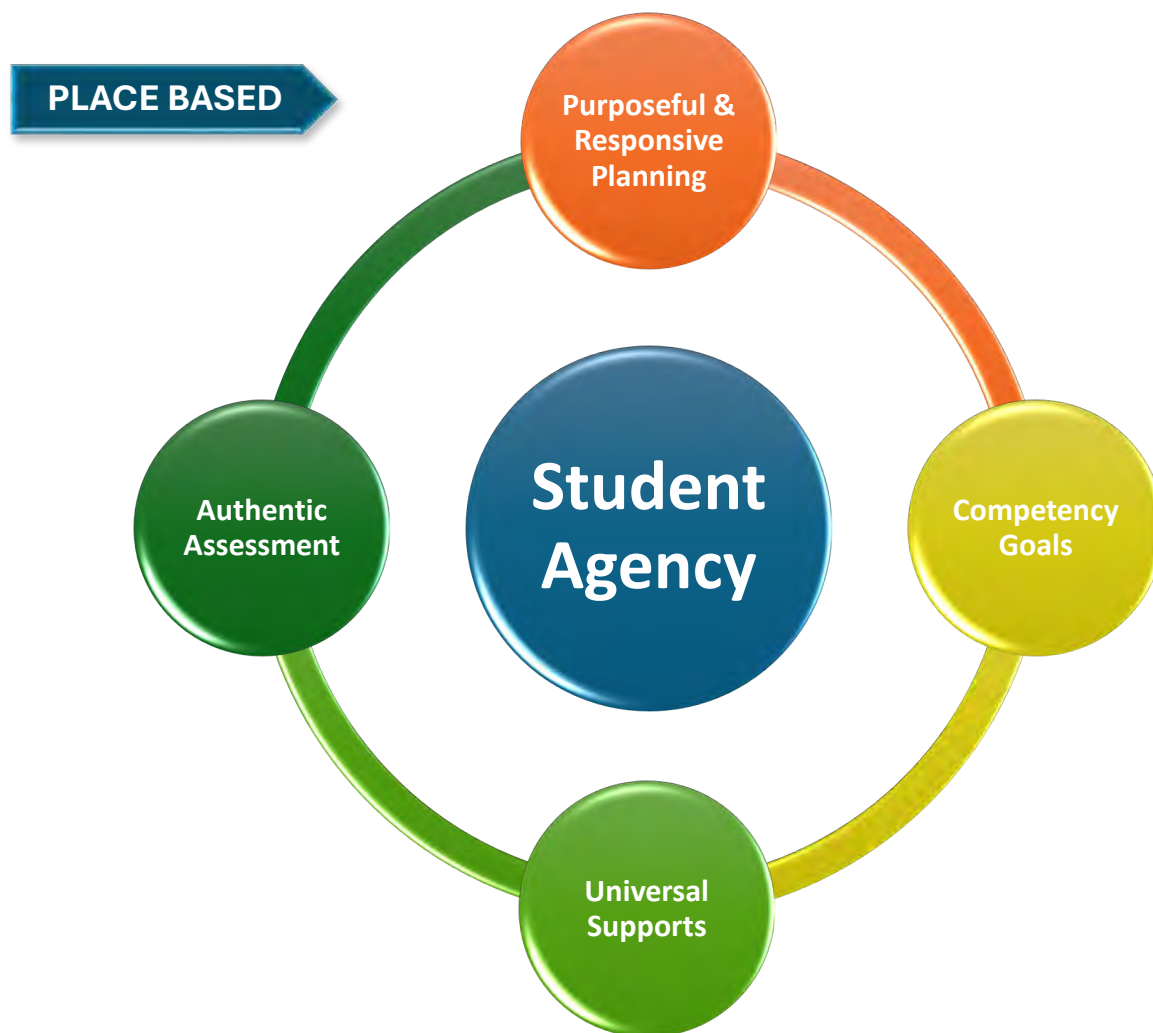 PLACE BASED
Purposeful &
Responsive
Planning
Authentic
Assessment
Student
Agency
Competency
Goals
Universal
Supports